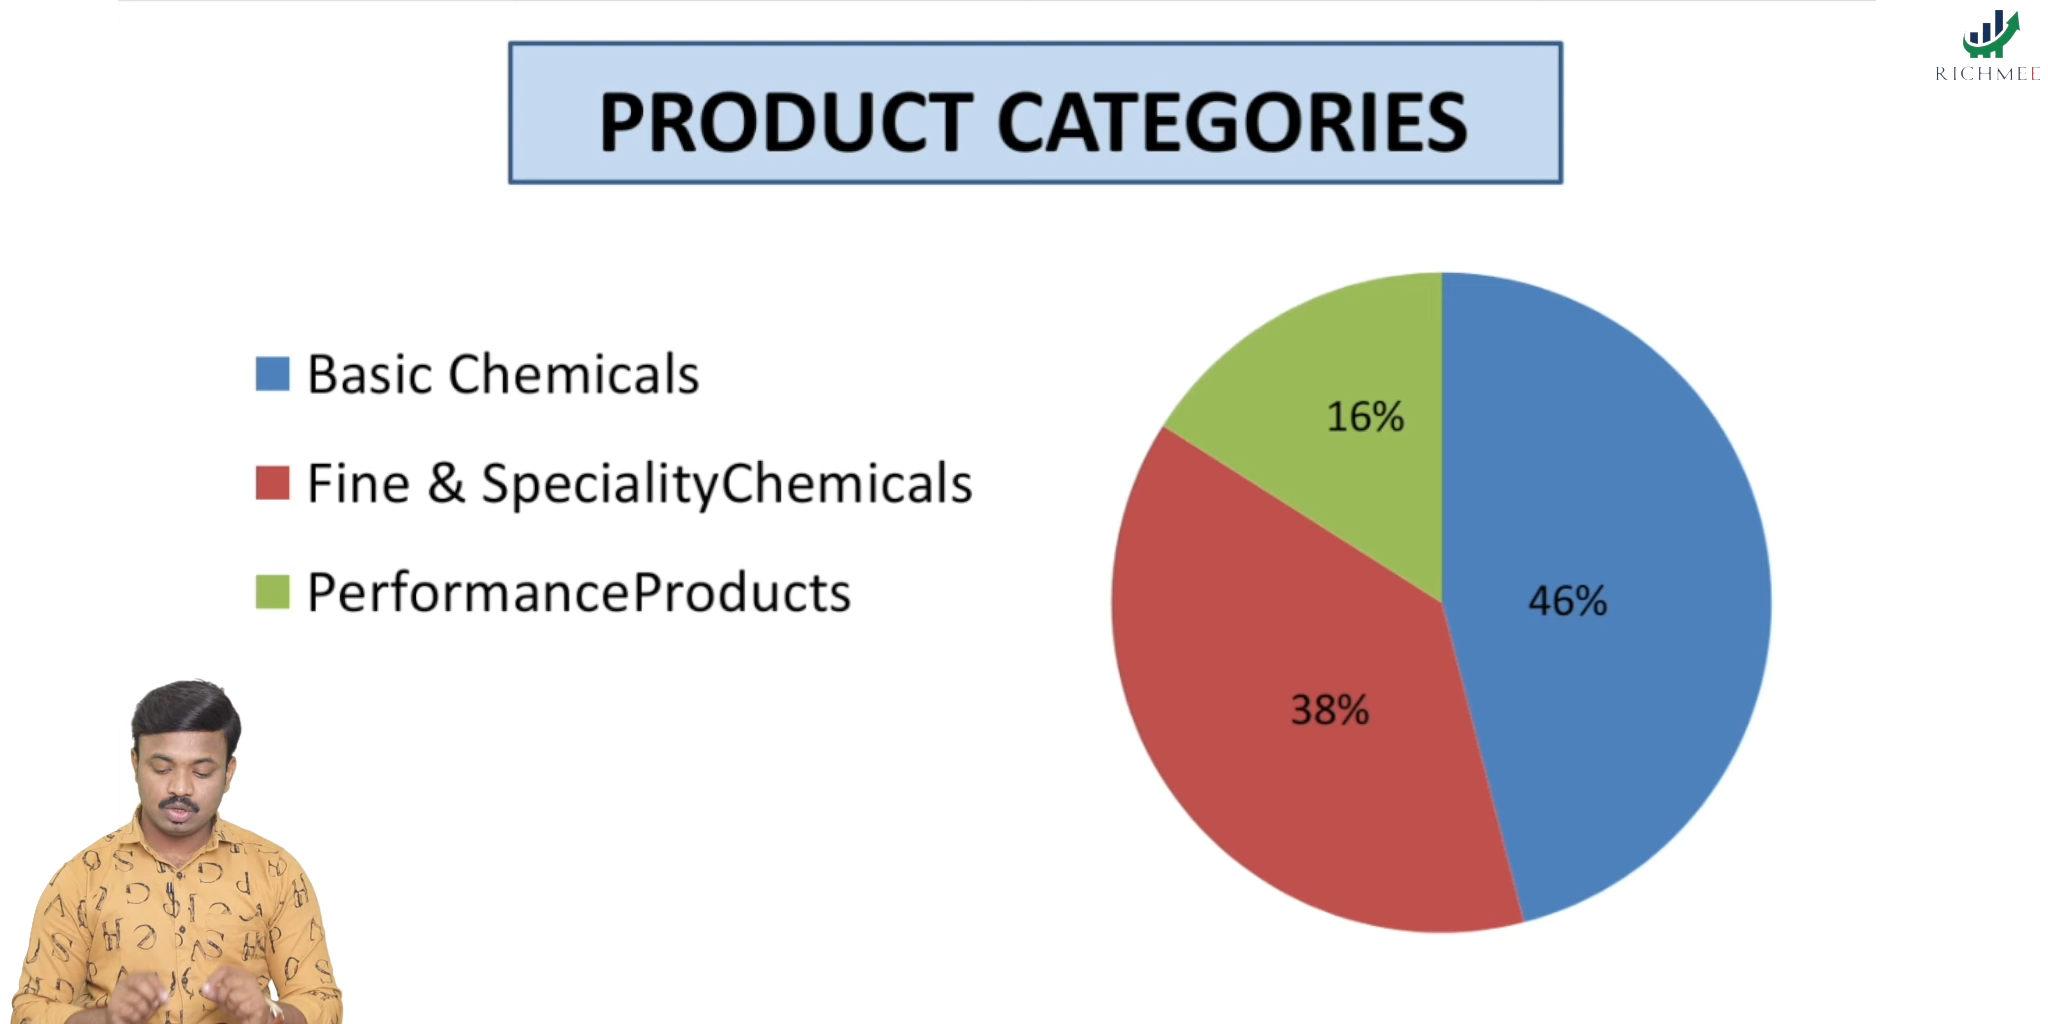 RICHMEE
PRODUCT CATEGORIES
Basic Chemicals
Fine & SpecialityChemicals
PerformanceProducts
16%
46%
38%